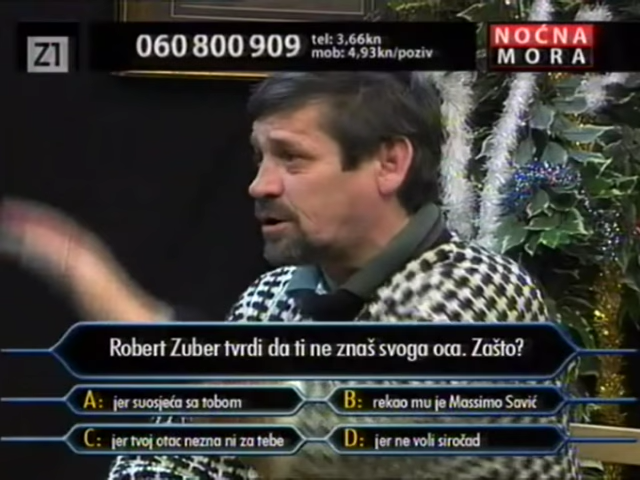 Z1
060 800 909
tel: 3,66kn
mob: 4,93kn/poziv
NOĆNA
MORA
Robert Zuber tvrdi da ti ne znaš svoga oca. Zašto?
A: jer suosjeća sa tobom
B: rekao mu je Massimo Savić
C: jer tvoj otac nezna ni za tebe
D: jer ne voli siročad